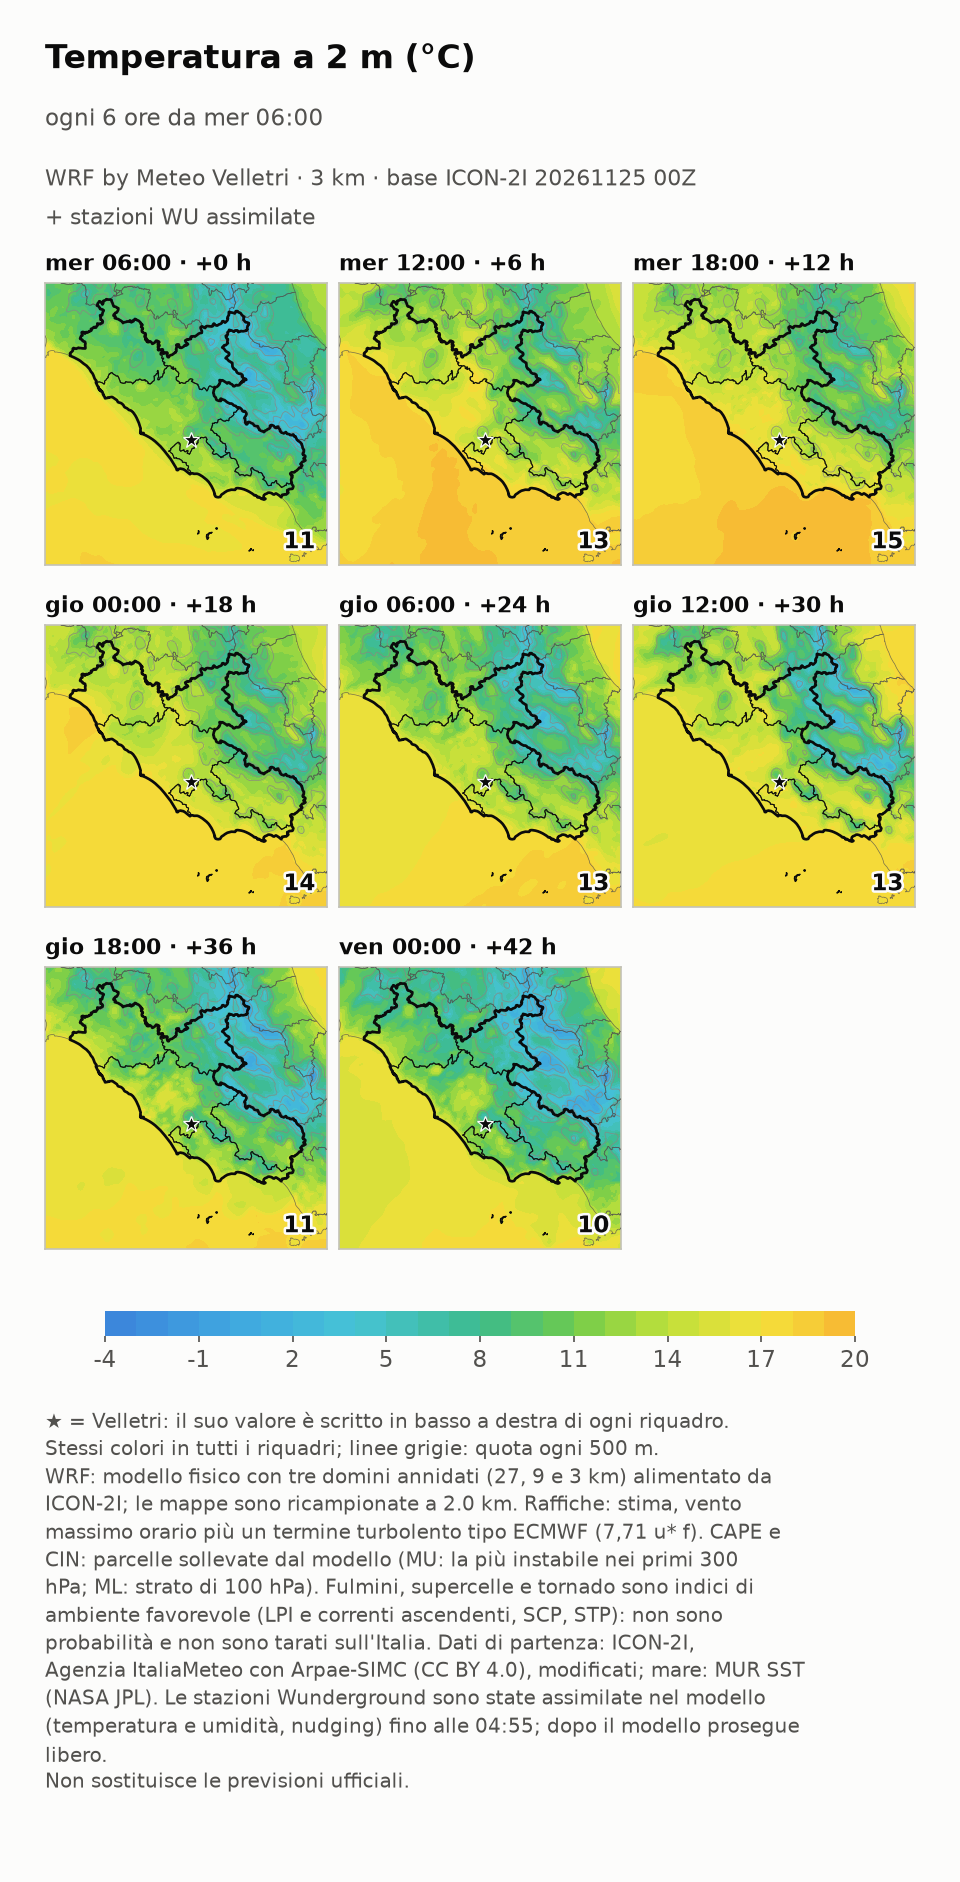 Temperatura a 2 m (°C)
ogni 6 ore da mer 06:00
WRF by Meteo Velletri · 3 km · base ICON-2I 20261125 00Z
+ stazioni WU assimilate
mer 06:00 · +0 h
mer 12:00 · +6 h
mer 18:00 · +12 h
11
13
15
gio 00:00 · +18 h
gio 06:00 · +24 h
gio 12:00 · +30 h
14
13
13
gio 18:00 · +36 h
ven 00:00 · +42 h
11
10
-4 -1 2 5 8 11 14 17 20
★ = Velletri: il suo valore è scritto in basso a destra di ogni riquadro.
Stessi colori in tutti i riquadri; linee grigie: quota ogni 500 m.
WRF: modello fisico con tre domini annidati (27, 9 e 3 km) alimentato da
ICON-2I; le mappe sono ricampionate a 2.0 km. Raffiche: stima, vento
massimo orario più un termine turbolento tipo ECMWF (7,71 u* f). CAPE e
CIN: parcelle sollevate dal modello (MU: la più instabile nei primi 300
hPa; ML: strato di 100 hPa). Fulmini, supercelle e tornado sono indici di
ambiente favorevole (LPI e correnti ascendenti, SCP, STP): non sono
probabilità e non sono tarati sull'Italia. Dati di partenza: ICON-2I,
Agenzia ItaliaMeteo con Arpae-SIMC (CC BY 4.0), modificati; mare: MUR SST
(NASA JPL). Le stazioni Wunderground sono state assimilate nel modello
(temperatura e umidità, nudging) fino alle 04:55; dopo il modello prosegue
libero.
Non sostituisce le previsioni ufficiali.